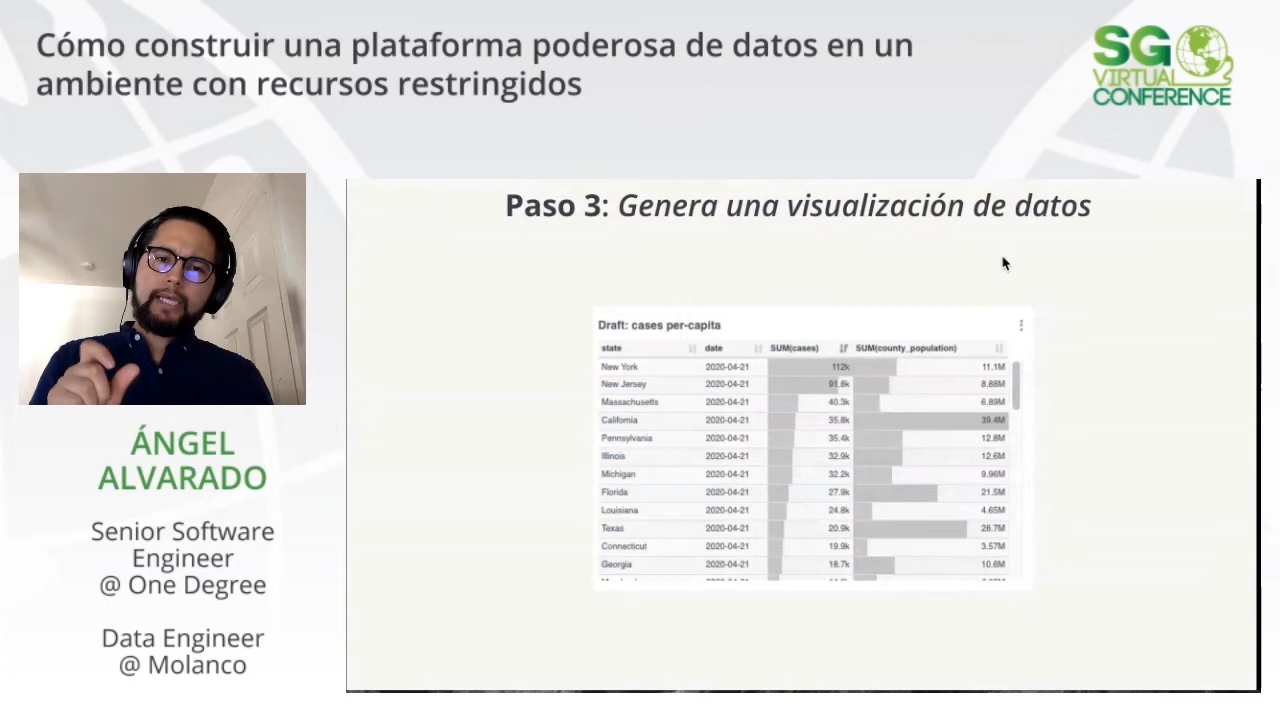 Cómo construir una plataforma poderosa de datos en un
ambiente con recursos restringidos
SG
VIRTUAL
CONFERENCE
Paso 3: Genera una visualización de datos
Draft: cases per-capita
state date SUM(cases) SUM(county_population)
New York 2020-04-21 112k 11.1M
New Jersey 2020-04-21 91.8k 8.88M
Massachusetts 2020-04-21 40.3k 6.89M
California 2020-04-21 35.8k 39.4M
Pennsylvania 2020-04-21 35.4k 12.8M
Illinois 2020-04-21 32.9k 12.6M
Michigan 2020-04-21 32.2k 9.96M
Florida 2020-04-21 27.9k 21.5M
Louisiana 2020-04-21 24.8k 4.65M
Texas 2020-04-21 20.9k 28.7M
Connecticut 2020-04-21 19.9k 3.57M
Georgia 2020-04-21 18.7k 10.6M
ÁNGEL
ALVARADO
Senior Software
Engineer
@ One Degree
Data Engineer
@ Molanco